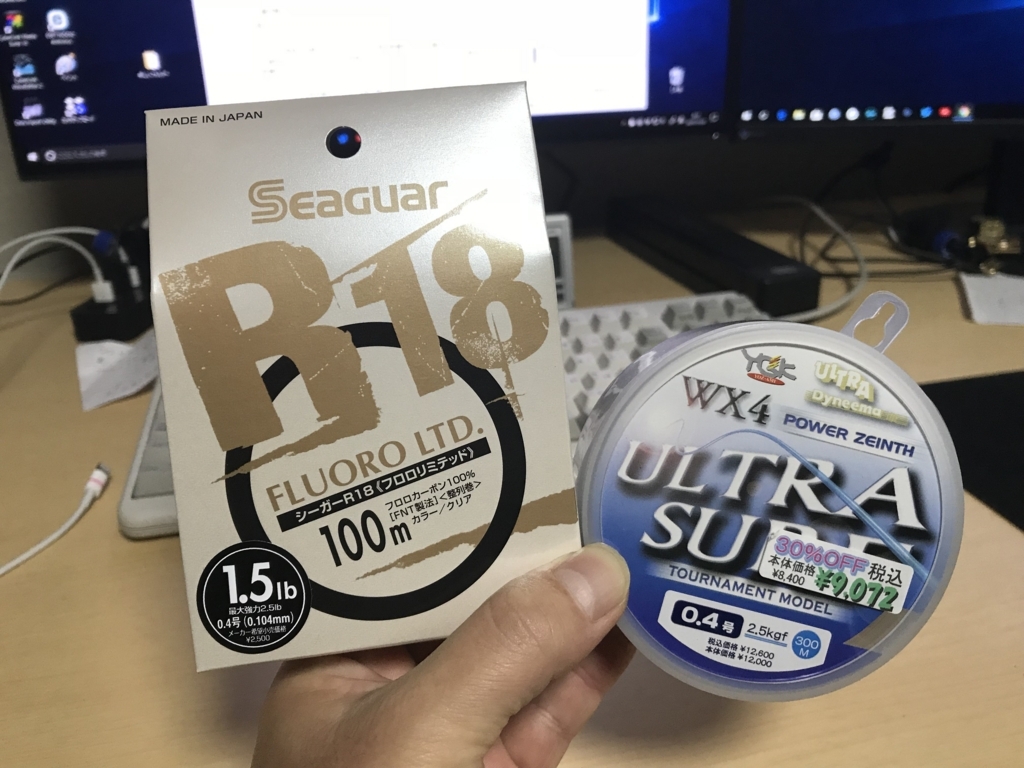 MADE IN JAPAN
SEAGUAR
R18
FLUORO LTD.
シーガーR18《フロロリミテッド》
100m
フロロカーボン100%
[FNT製法]<整列巻>
カラー/クリア
1.5lb
最大強力2.5lb
0.4号(0.104mm)
メーカー希望小売価格
¥2,500
YGK
WX4
ULTRA
Dyneema
POWER ZEINTH
ULTRA
30%OFF 税込
本体価格
¥8,400
¥9,072
TOURNAMENT MODEL
0.4号
2.5kgf
300M
税込価格 ¥12,600
本体価格 ¥12,000